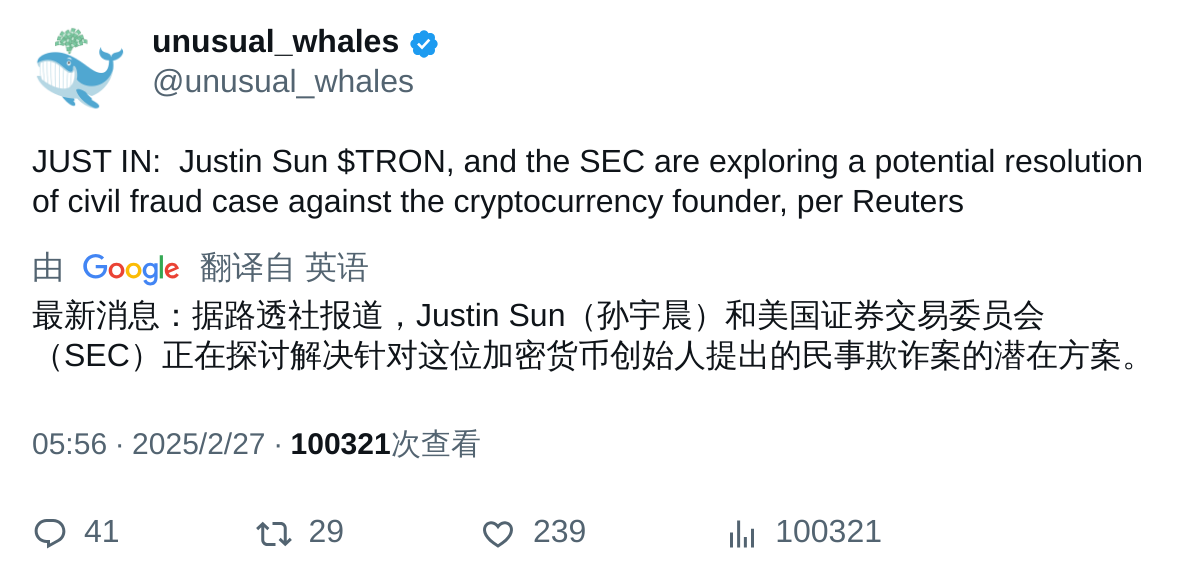 unusual_whales
@unusual_whales
JUST IN:  Justin Sun $TRON, and the SEC are exploring a potential resolution
of civil fraud case against the cryptocurrency founder, per Reuters
由 Google 翻译自 英语
最新消息：据路透社报道，Justin Sun（孙宇晨）和美国证券交易委员会
（SEC）正在探讨解决针对这位加密货币创始人提出的民事欺诈案的潜在方案。
05:56 · 2025/2/27 · 100321次查看
41 29 239 100321